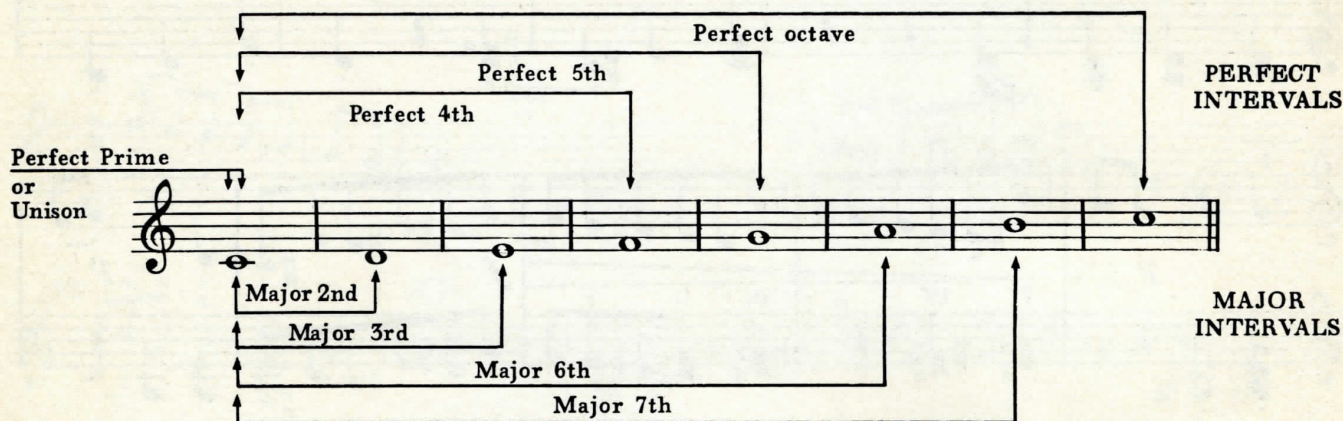 Perfect octave
Perfect 5th
PERFECT
INTERVALS
Perfect 4th
Perfect Prime
or
Unison
Major 2nd
MAJOR
INTERVALS
Major 3rd
Major 6th
Major 7th